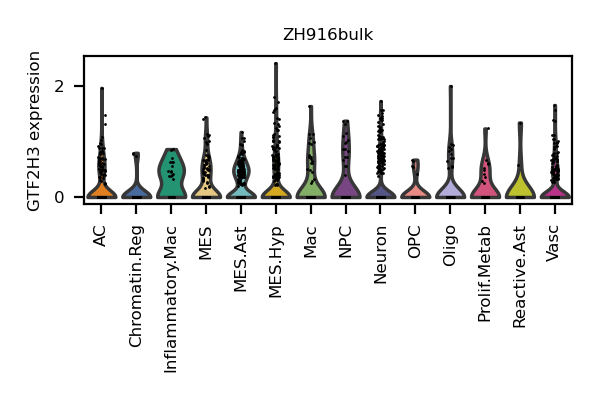 ZH916bulk
GTF2H3 expression
2
0
AC
Chromatin.Reg
Inflammatory.Mac
MES
MES.Ast
MES.Hyp
Mac
NPC
Neuron
OPC
Oligo
Prolif.Metab
Reactive.Ast
Vasc